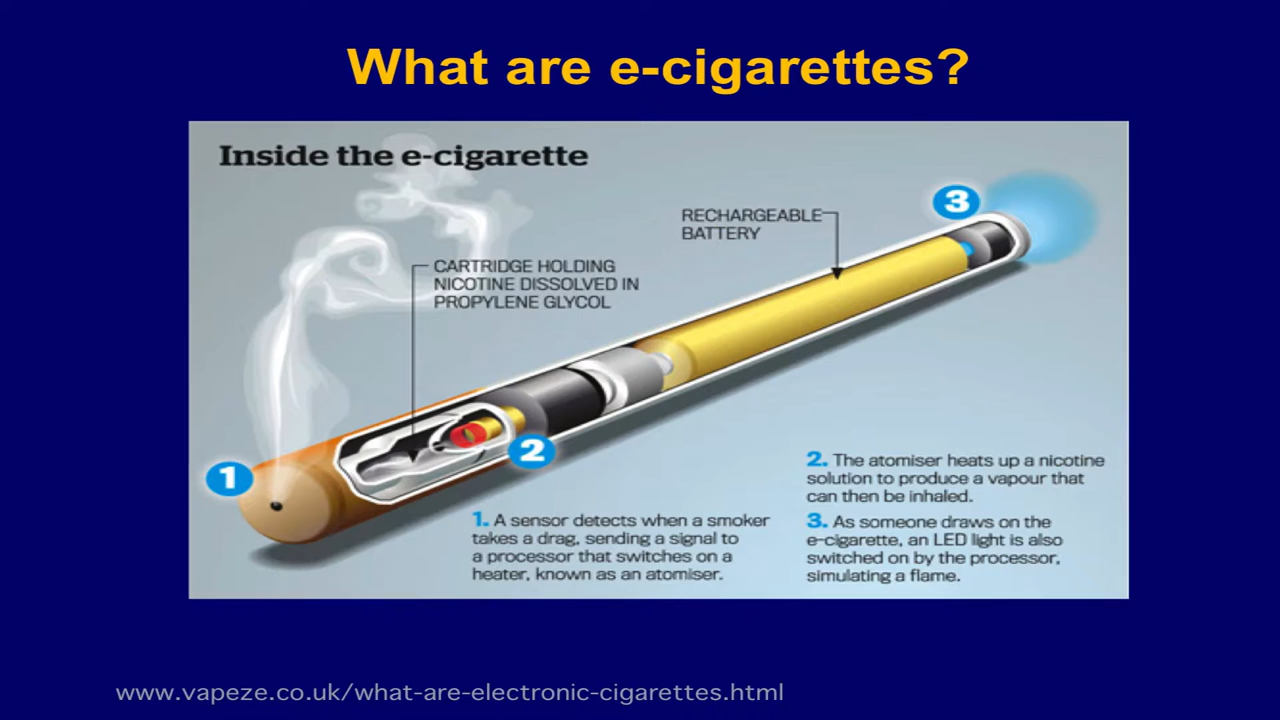 What are e-cigarettes?
Inside the e-cigarette
3
RECHARGEABLE
BATTERY
CARTRIDGE HOLDING
NICOTINE DISSOLVED IN
PROPYLENE GLYCOL
1
2
1. A sensor detects when a smoker
takes a drag, sending a signal to
a processor that switches on a
heater, known as an atomiser.
2. The atomiser heats up a nicotine
solution to produce a vapour that
can then be inhaled.
3. As someone draws on the
e-cigarette, an LED light is also
switched on by the processor,
simulating a flame.
www.vapeze.co.uk/what-are-electronic-cigarettes.html